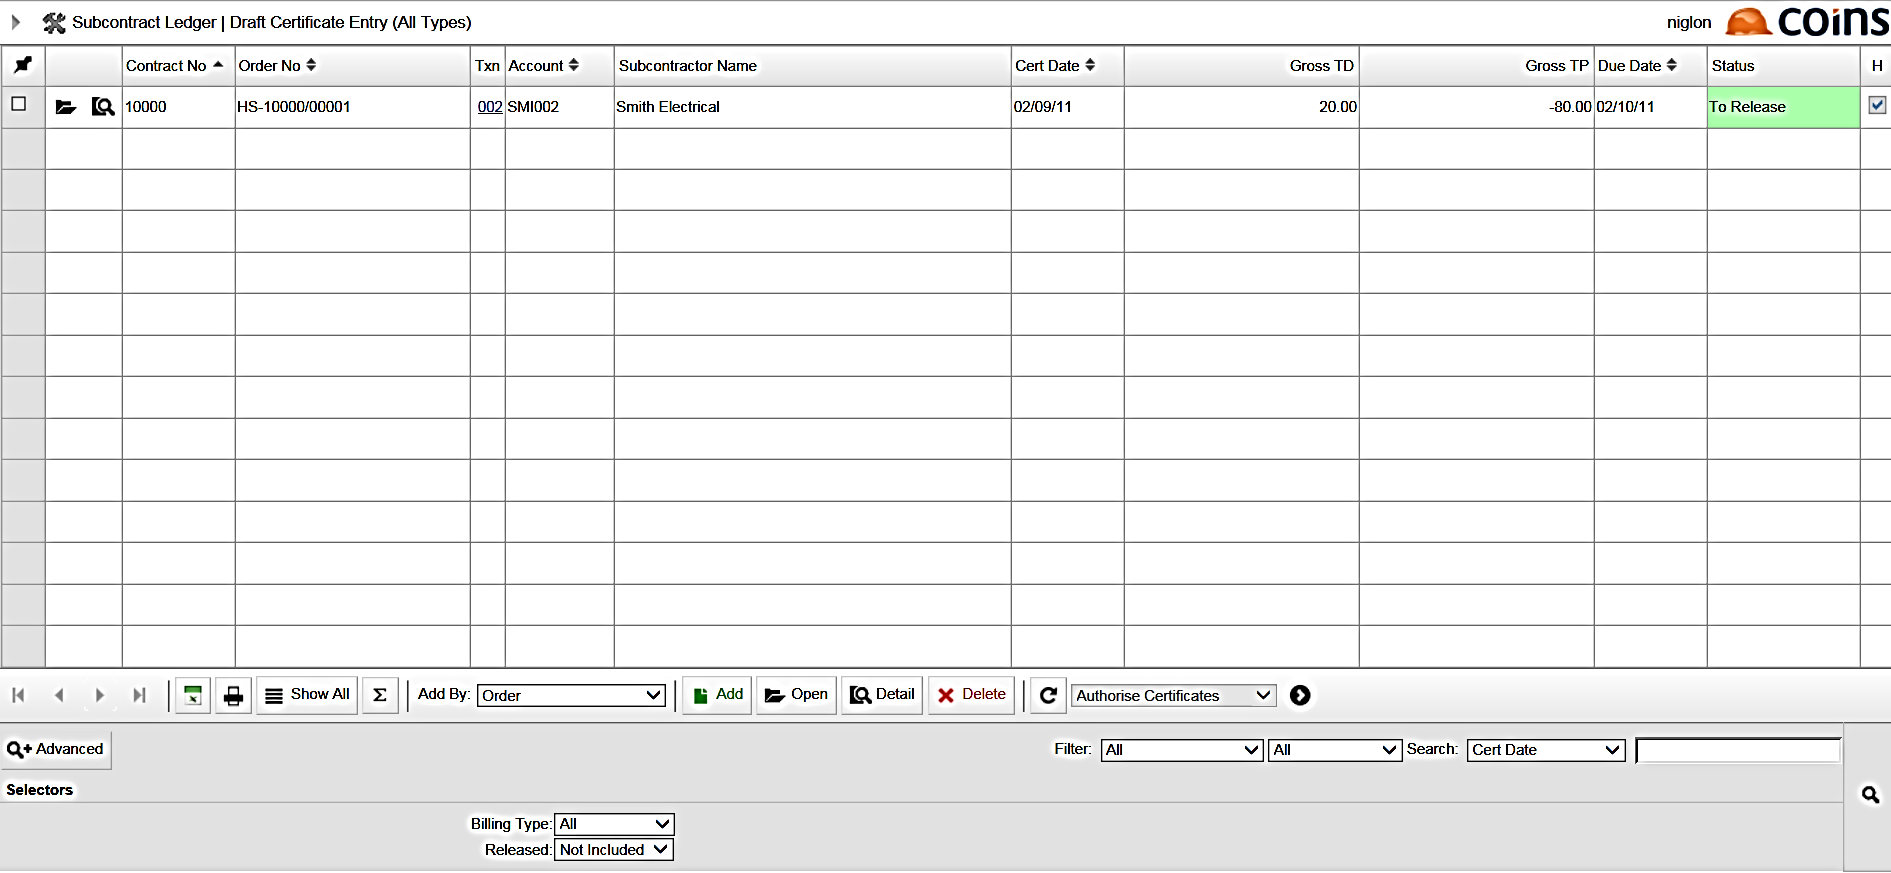 Subcontract Ledger | Draft Certificate Entry (All Types)
niglon
coins
Contract No Order No Txn Account Subcontractor Name Cert Date Gross TD Gross TP Due Date Status H
10000 HS-10000/00001 002 SMI002 Smith Electrical 02/09/11 20.00 -80.00 02/10/11 To Release
Show All Σ Add By: Order Add Open Detail Delete Authorise Certificates
Advanced Filter: All All Search: Cert Date
Selectors
Billing Type: All
Released: Not Included